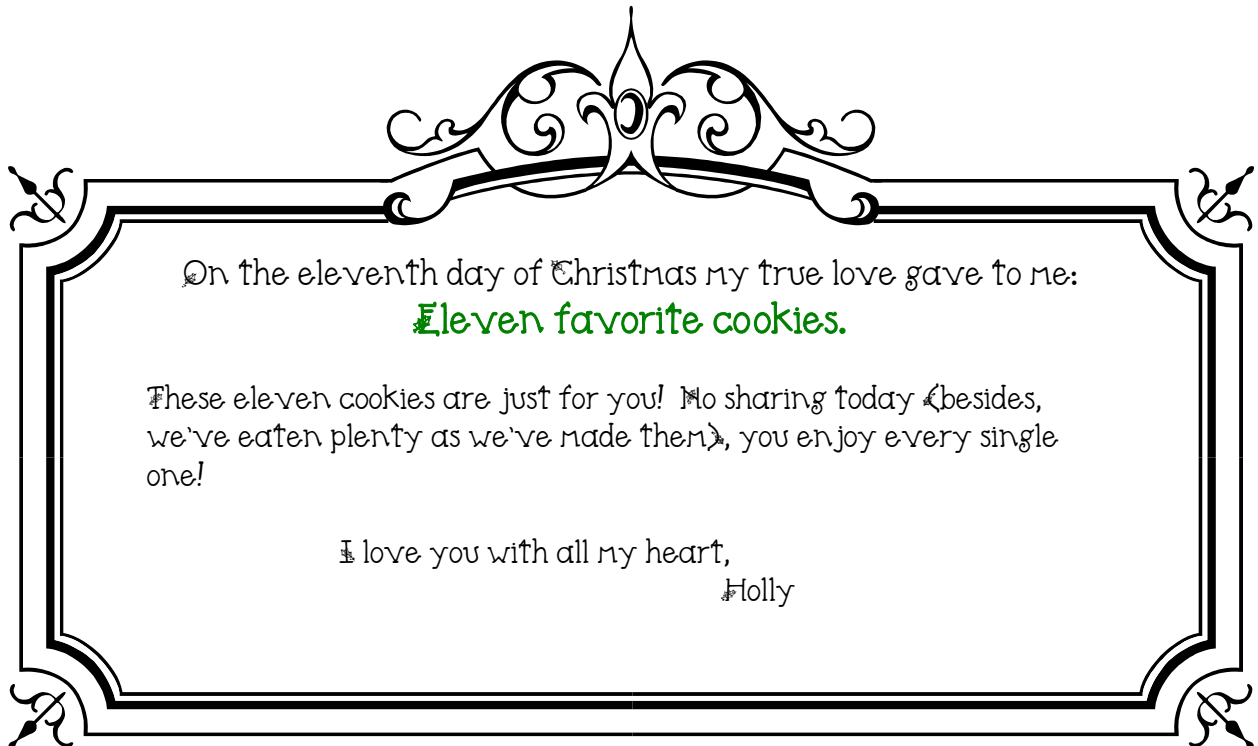 On the eleventh day of Christmas my true love gave to me:
Eleven favorite cookies.
These eleven cookies are just for you!  No sharing today (besides,
we've eaten plenty as we've made them), you enjoy every single
one!
I love you with all my heart,
Holly